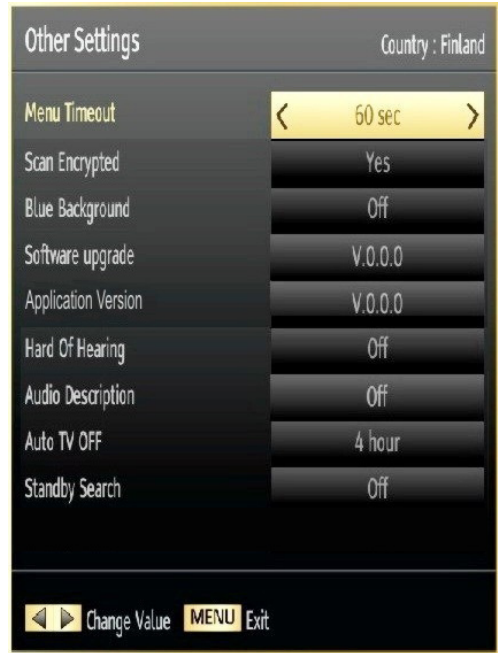 Other Settings Country : Finland
Menu Timeout 60 sec
Scan Encrypted Yes
Blue Background Off
Software upgrade V.0.0.0
Application Version V.0.0.0
Hard Of Hearing Off
Audio Description Off
Auto TV OFF 4 hour
Standby Search Off
Change Value MENU Exit